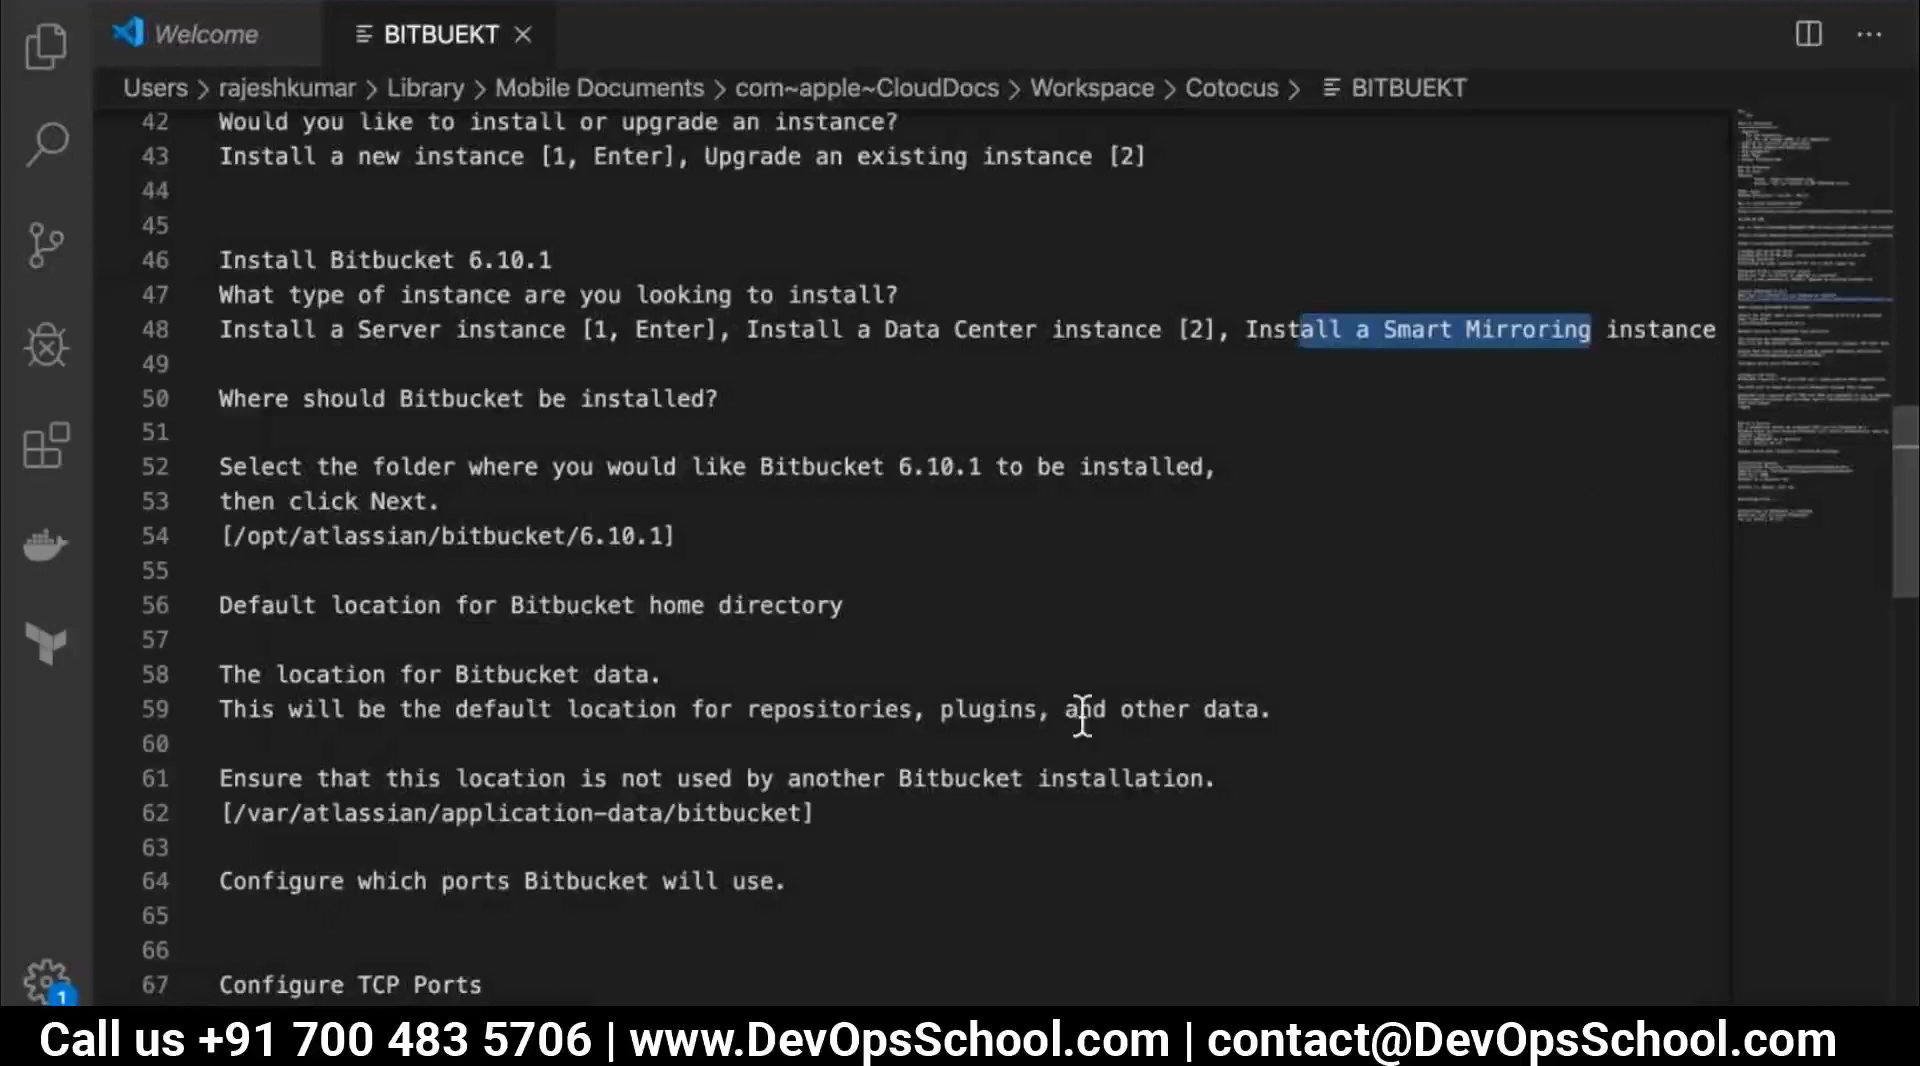 Welcome
BITBUEKT
Users > rajeshkumar > Library > Mobile Documents > com~apple~CloudDocs > Workspace > Cotocus > BITBUEKT
42 Would you like to install or upgrade an instance?
43 Install a new instance [1, Enter], Upgrade an existing instance [2]
44
45
46 Install Bitbucket 6.10.1
47 What type of instance are you looking to install?
48 Install a Server instance [1, Enter], Install a Data Center instance [2], Install a Smart Mirroring instance
49
50 Where should Bitbucket be installed?
51
52 Select the folder where you would like Bitbucket 6.10.1 to be installed,
53 then click Next.
54 [/opt/atlassian/bitbucket/6.10.1]
55
56 Default location for Bitbucket home directory
57
58 The location for Bitbucket data.
59 This will be the default location for repositories, plugins, and other data.
60
61 Ensure that this location is not used by another Bitbucket installation.
62 [/var/atlassian/application-data/bitbucket]
63
64 Configure which ports Bitbucket will use.
65
66
67 Configure TCP Ports
1
Call us +91 700 483 5706 | www.DevOpsSchool.com | contact@DevOpsSchool.com